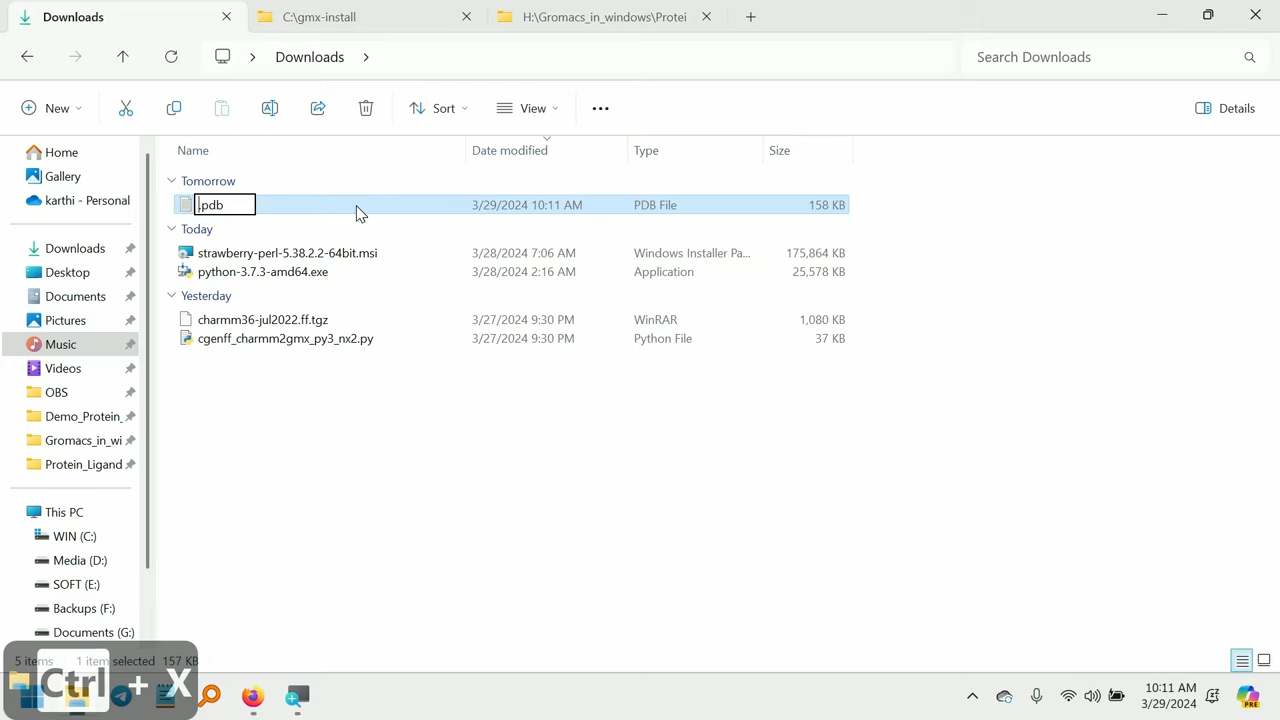 Downloads
C:\gmx-install
H:\Gromacs_in_windows\Protei
Downloads
Search Downloads
New
Sort
View
Details
Name
Date modified
Type
Size
Home
Gallery
karthi - Personal
Downloads
Desktop
Documents
Pictures
Music
Videos
OBS
Demo_Protein_
Gromacs_in_wi
Protein_Ligand
This PC
WIN (C:)
Media (D:)
SOFT (E:)
Backups (F:)
Documents (G:)
Tomorrow
.pdb 3/29/2024 10:11 AM PDB File 158 KB
Today
strawberry-perl-5.38.2.2-64bit.msi 3/28/2024 7:06 AM Windows Installer Pa... 175,864 KB
python-3.7.3-amd64.exe 3/28/2024 2:16 AM Application 25,578 KB
Yesterday
charmm36-jul2022.ff.tgz 3/27/2024 9:30 PM WinRAR 1,080 KB
cgenff_charmm2gmx_py3_nx2.py 3/27/2024 9:30 PM Python File 37 KB
5 items 1 item selected 157 KB
Ctrl + X
10:11 AM
3/29/2024
PRE